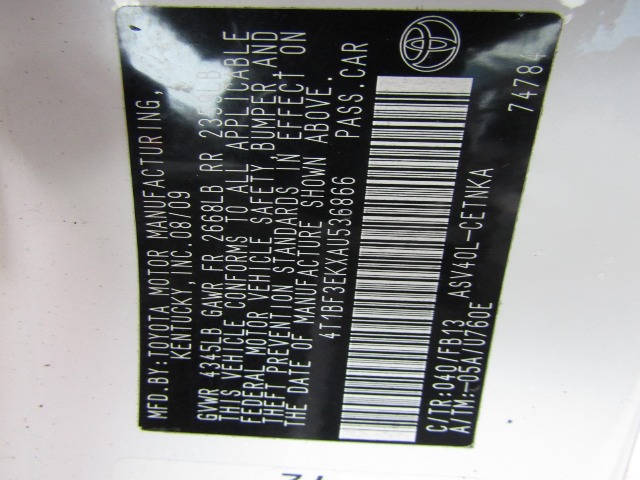 MFD.BY:TOYOTA MOTOR MANUFACTURING,
KENTUCKY, INC.08/09
GVWR 4345LB GAWR FR 2668LB RR
THIS VEHICLE CONFORMS TO ALL APPLICABLE
FEDERAL MOTOR VEHICLE SAFETY, BUMPER AND
THEFT PREVENTION STANDARDS IN EFFECT ON
THE DATE OF MANUFACTURE SHOWN ABOVE.
4T1BF3EKXAU536866 PASS.CAR
C/TR:040/FB13 ASV40L-CETNKA
A/TM:-05A/U760E 74784